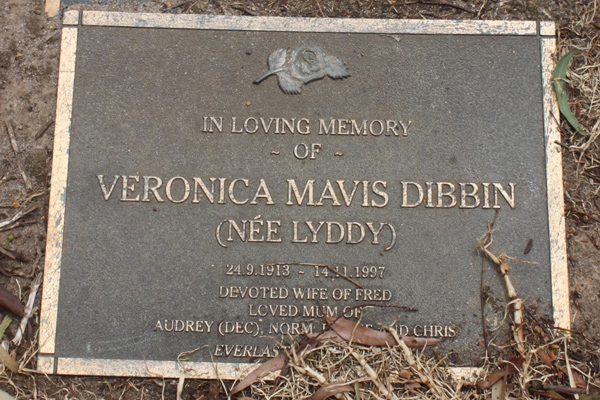 IN LOVING MEMORY
~ OF ~
VERONICA MAVIS DIBBIN
(NÉE LYDDY)
24.9.1913 ~ 14.11.1997
DEVOTED WIFE OF FRED
LOVED MUM OF
AUDREY (DEC), NORM, AND CHRIS